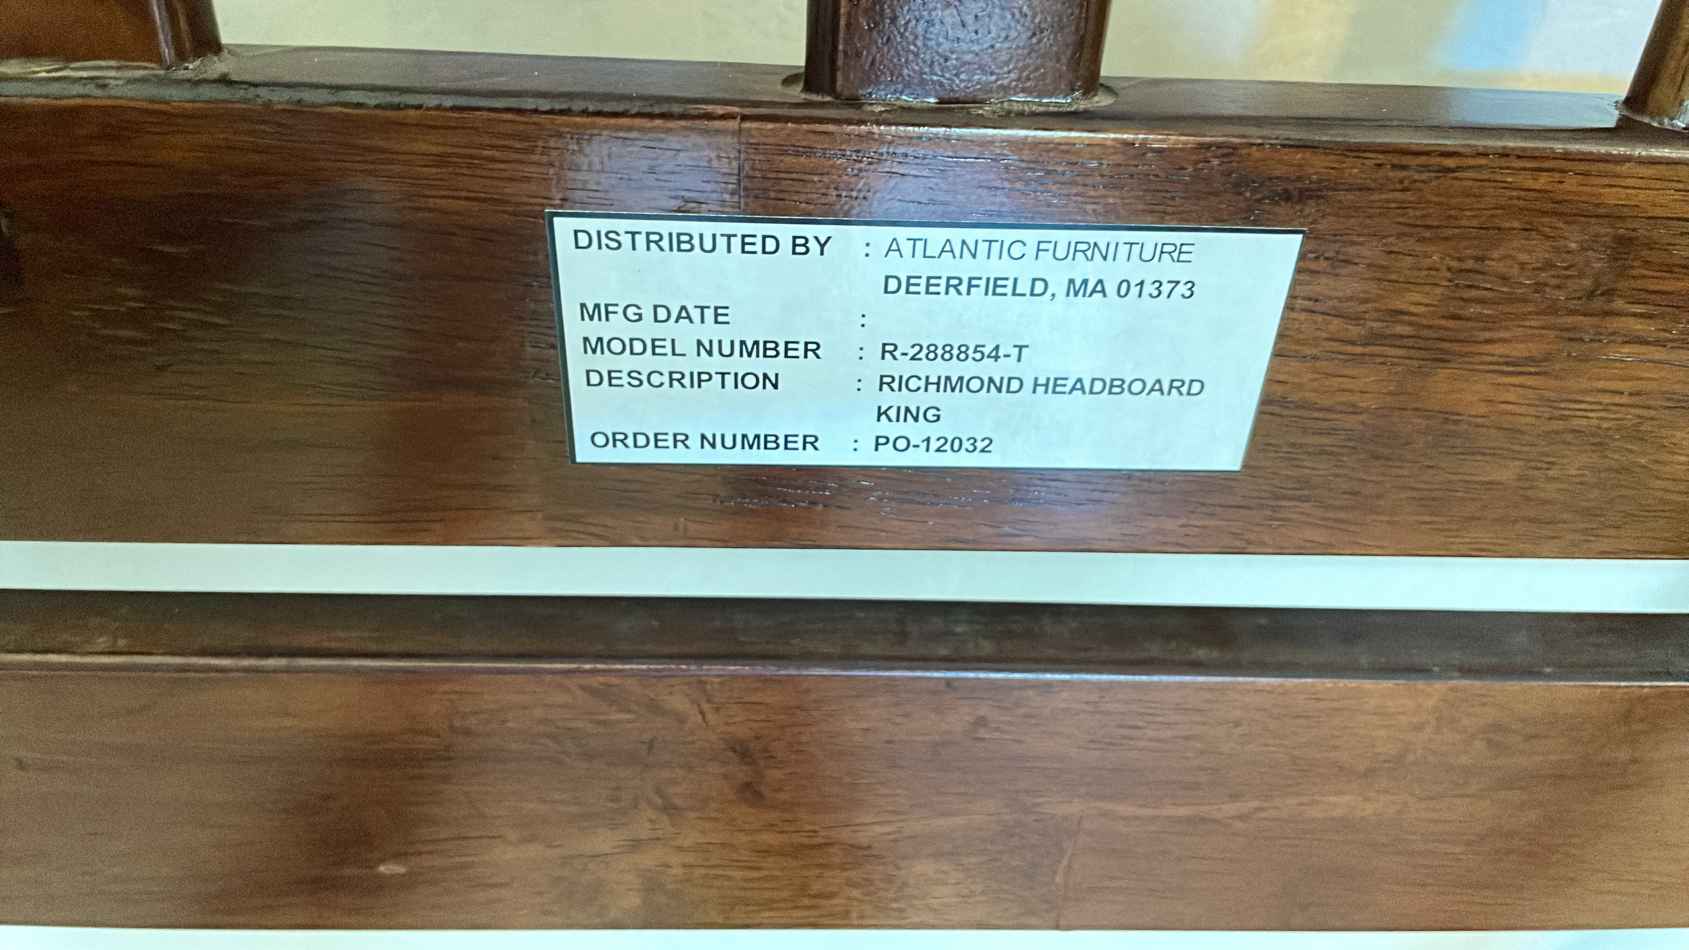 DISTRIBUTED BY : ATLANTIC FURNITURE
DEERFIELD, MA 01373
MFG DATE :
MODEL NUMBER : R-288854-T
DESCRIPTION : RICHMOND HEADBOARD
KING
ORDER NUMBER : PO-12032